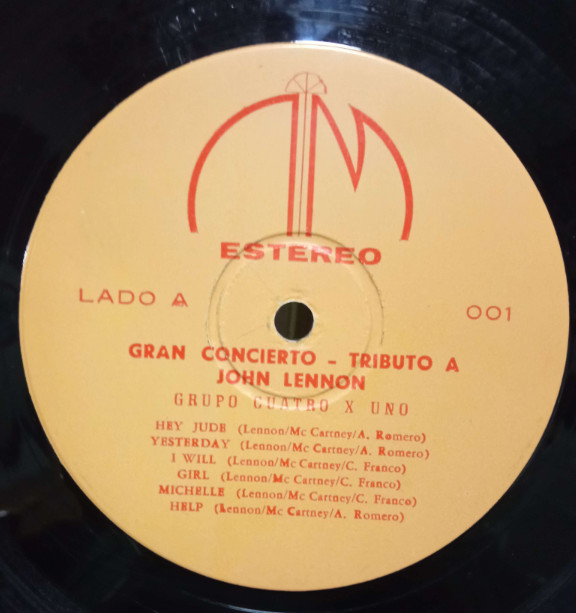 ESTEREO
LADO A
001
GRAN CONCIERTO - TRIBUTO A
JOHN LENNON
GRUPO CUATRO X UNO
HEY JUDE (Lennon/Mc Cartney/A. Romero)
YESTERDAY (Lennon/Mc Cartney/A. Romero)
I WILL (Lennon/Mc Cartney/C. Franco)
GIRL (Lennon/Mc Cartney/C. Franco)
MICHELLE (Lennon/Mc Cartney/C. Franco)
HELP (Lennon/Mc Cartney/A. Romero)